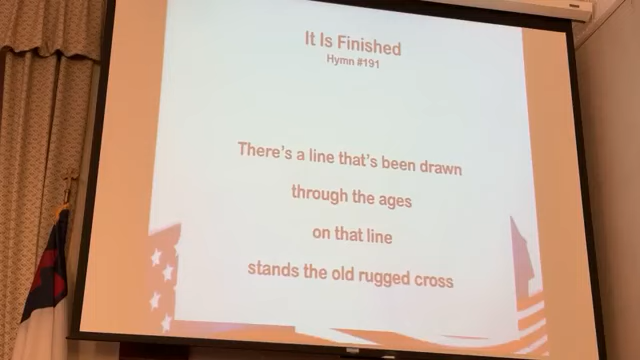 It Is Finished
Hymn #191
There's a line that's been drawn
through the ages
on that line
stands the old rugged cross